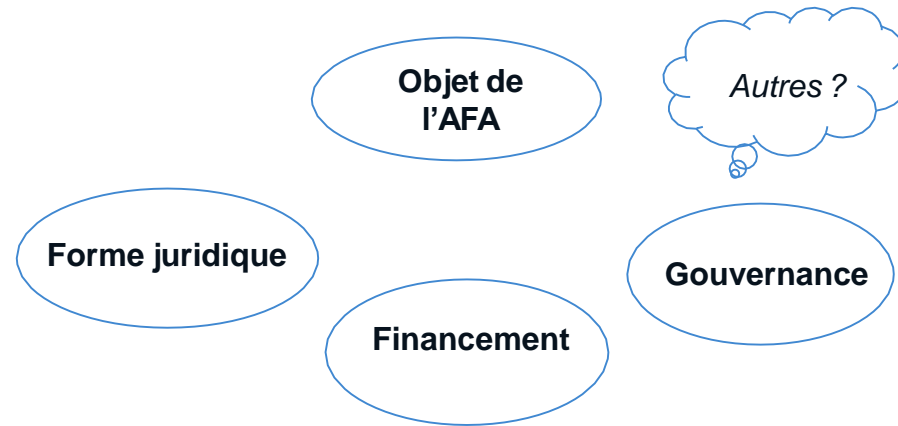 Objet de
l’AFA
Autres ?
Forme juridique
Gouvernance
Financement